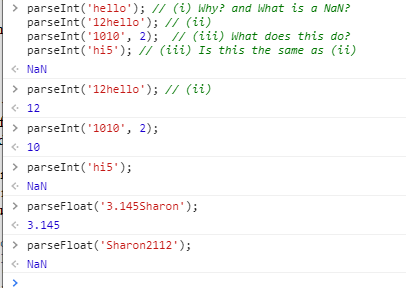 > parseInt('hello'); // (i) Why? and What is a NaN?
parseInt('12hello'); // (ii)
parseInt('1010', 2);  // (iii) What does this do?
parseInt('hi5'); // (iii) Is this the same as (ii)
< NaN
> parseInt('12hello'); // (ii)
< 12
> parseInt('1010', 2);
< 10
> parseInt('hi5');
< NaN
> parseFloat('3.145Sharon');
< 3.145
> parseFloat('Sharon2112');
< NaN
>